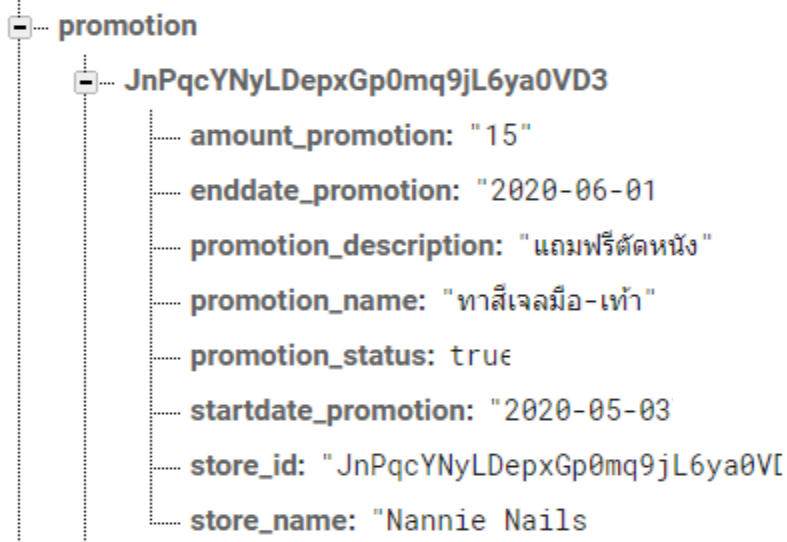 promotion
JnPqcYNyLDepxGp0mq9jL6ya0VD3
amount_promotion: "15"
enddate_promotion: "2020-06-01
promotion_description: "แถมฟรีตัดหนัง"
promotion_name: "ทาสีเจลมือ-เท้า"
promotion_status: true
startdate_promotion: "2020-05-03
store_id: "JnPqcYNyLDepxGp0mq9jL6ya0VD
store_name: "Nannie Nails